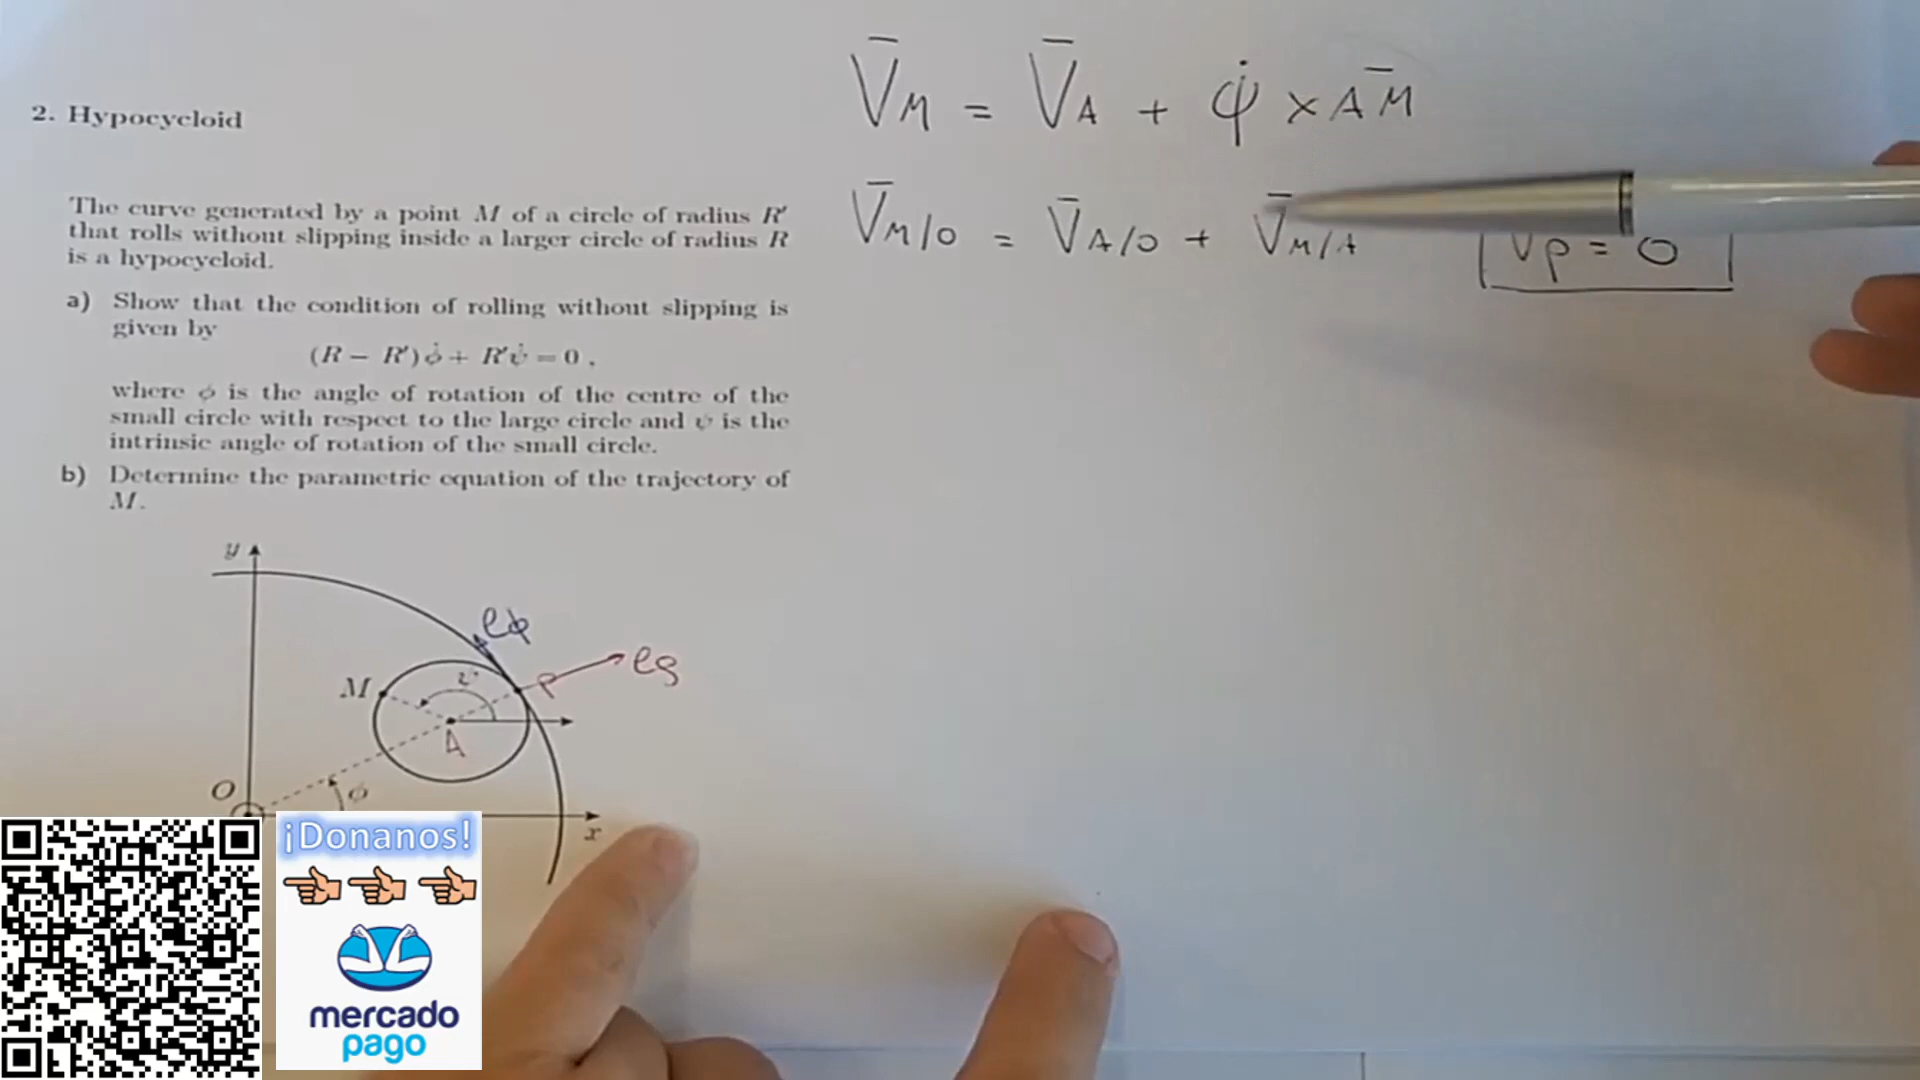 2. Hypocycloid
The curve generated by a point M of a circle of radius R'
that rolls without slipping inside a larger circle of radius R
is a hypocycloid.
a) Show that the condition of rolling without slipping is
given by
(R − R')ϕ̇ + R'ψ̇ = 0 ,
where ϕ is the angle of rotation of the centre of the
small circle with respect to the large circle and ψ is the
intrinsic angle of rotation of the small circle.
b) Determine the parametric equation of the trajectory of
M.
y
eϕ
eρ
M
ψ
P
A
O
ϕ
x
V̄M = V̄A + ψ̇ × AM̄
V̄M/O = V̄A/O + V̄M/A
Vp = 0
¡Donanos!
mercado
pago